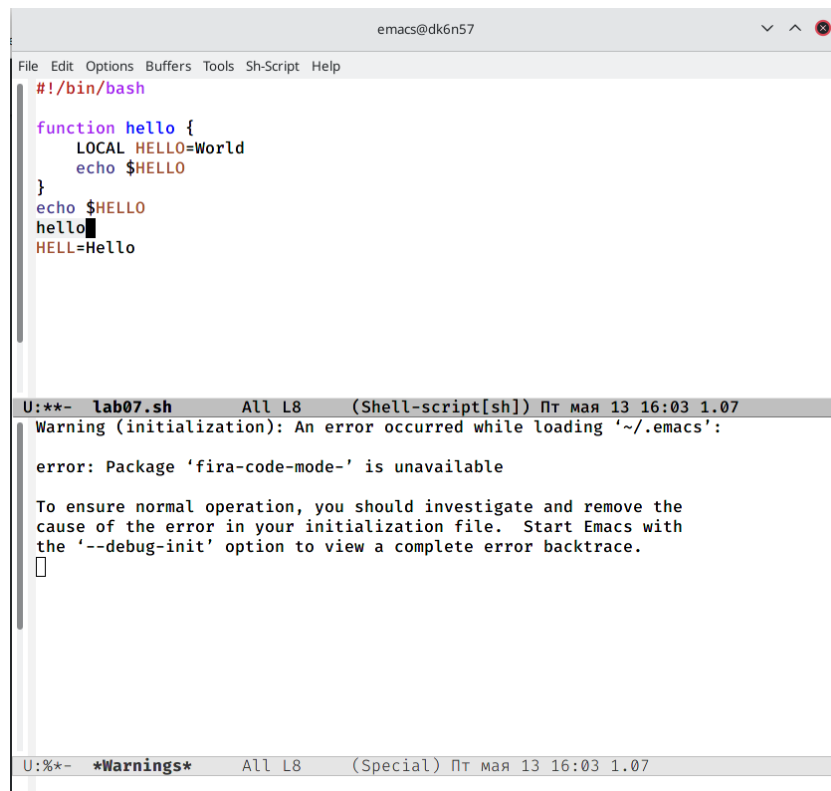 emacs@dk6n57
File Edit Options Buffers Tools Sh-Script Help
#!/bin/bash
function hello {
    LOCAL HELLO=World
    echo $HELLO
}
echo $HELLO
hello
HELL=Hello
U:**-  lab07.sh       All L8     (Shell-script[sh]) Пт мая 13 16:03 1.07
Warning (initialization): An error occurred while loading ‘~/.emacs’:
error: Package ‘fira-code-mode-’ is unavailable
To ensure normal operation, you should investigate and remove the
cause of the error in your initialization file.  Start Emacs with
the ‘--debug-init’ option to view a complete error backtrace.
U:%*-  *Warnings*     All L8     (Special) Пт мая 13 16:03 1.07